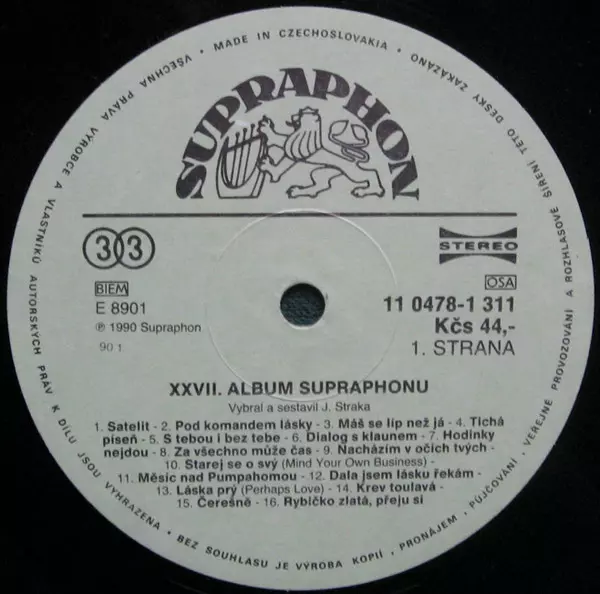 • MADE IN CZECHOSLOVAKIA • VŠECHNA PRÁVA VÝROBCE A VLASTNÍKŮ AUTORSKÝCH PRÁV K DÍLU JSOU VYHRAZENA • BEZ SOUHLASU JE VÝROBA KOPIÍ, PRONÁJEM, PŮJČOVÁNÍ, VEŘEJNÉ PROVOZOVÁNÍ A ROZHLASOVÉ ŠÍŘENÍ TÉTO DESKY ZAKÁZÁNO
SUPRAPHON
33
STEREO
BIEM
OSA
E 8901
11 0478-1 311
℗ 1990 Supraphon
Kčs 44,-
90 1
1. STRANA
XXVII. ALBUM SUPRAPHONU
Vybral a sestavil J. Straka
1. Satelit - 2. Pod komandem lásky - 3. Máš se líp než já - 4. Tichá
píseň - 5. S tebou i bez tebe - 6. Dialog s klaunem - 7. Hodinky
nejdou - 8. Za všechno může čas - 9. Nacházím v očích tvých -
10. Starej se o svý (Mind Your Own Business) -
11. Měsíc nad Pumpahomou - 12. Dala jsem lásku řekám -
13. Láska prý (Perhaps Love) - 14. Krev toulavá -
15. Čerešně - 16. Rybičko zlatá, přeju si